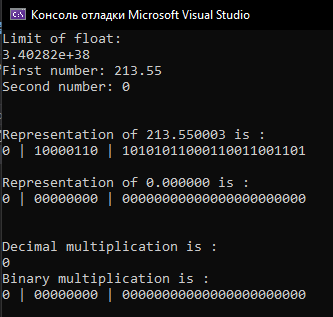 Консоль отладки Microsoft Visual Studio
Limit of float:
3.40282e+38
First number: 213.55
Second number: 0
Representation of 213.550003 is :
0 | 10000110 | 10101011000110011001101
Representation of 0.000000 is :
0 | 00000000 | 00000000000000000000000
Decimal multiplication is :
0
Binary multiplication is :
0 | 00000000 | 00000000000000000000000